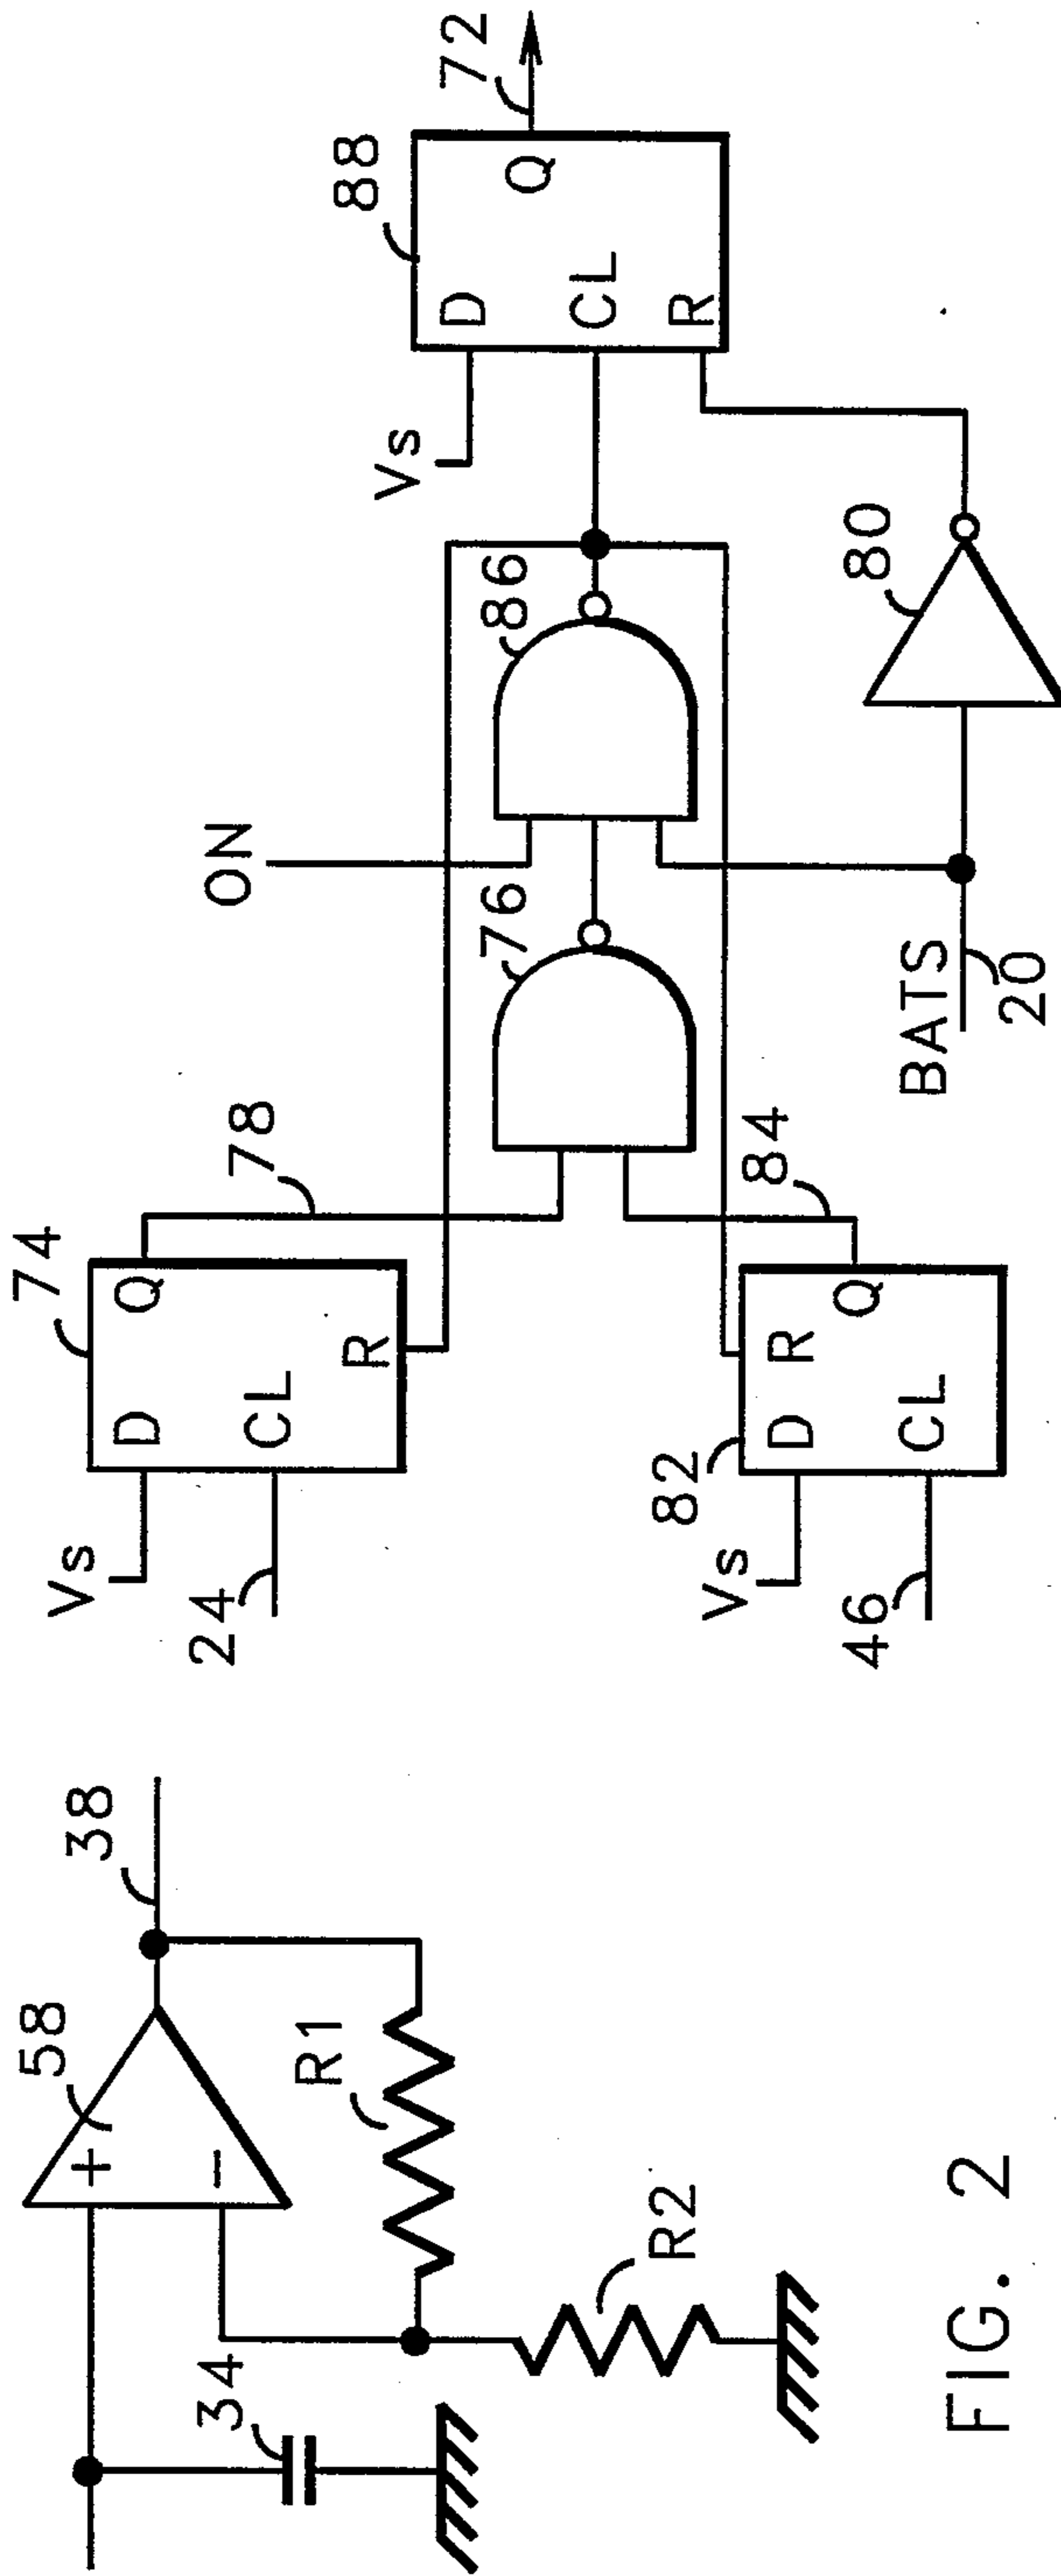 58
38
+
-
34
R1
R2
FIG. 2
74
Vs
D
Q
CL
R
24
78
ON
76
86
Vs
88
D
Q
CL
R
72
82
Vs
D
R
Q
CL
46
84
BATS
20
80